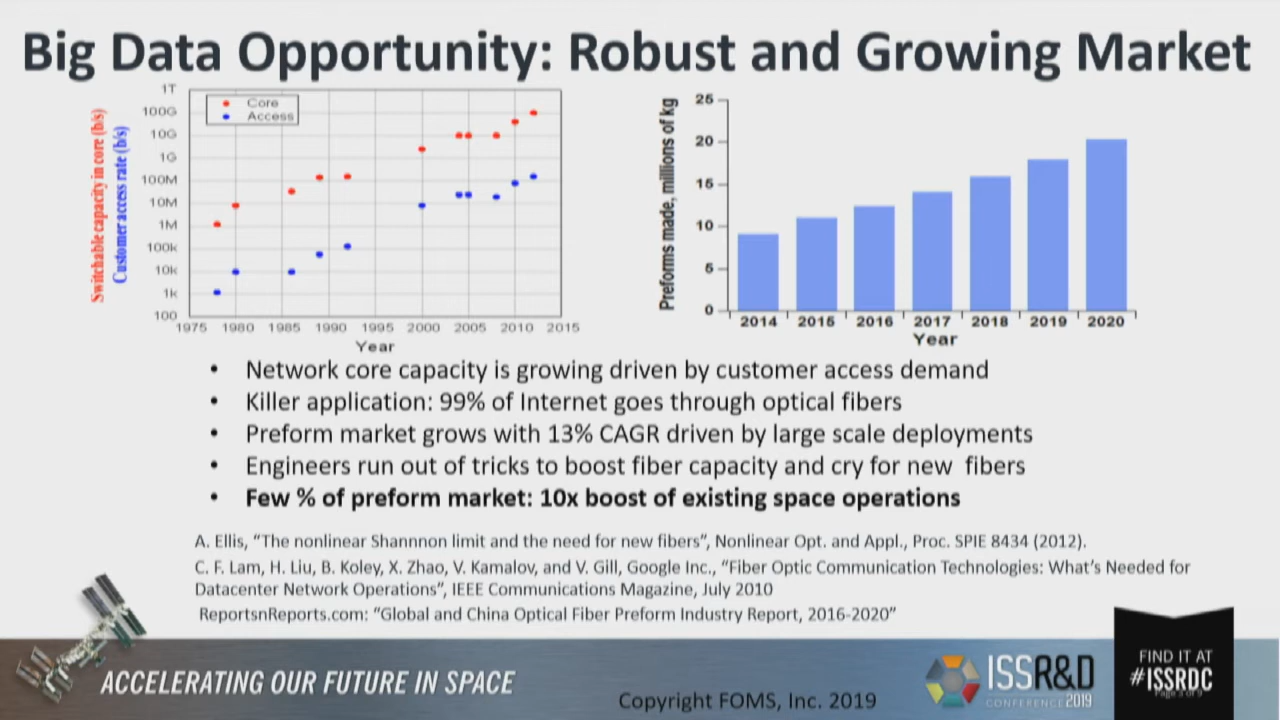 Big Data Opportunity: Robust and Growing Market
Switchable capacity in core (b/s)
Customer access rate (b/s)
1T
100G
10G
1G
100M
10M
1M
100k
10k
1k
100
Core
Access
1975 1980 1985 1990 1995 2000 2005 2010 2015
Year
Preforms made, millions of kg
25
20
15
10
5
0
2014 2015 2016 2017 2018 2019 2020
Year
• Network core capacity is growing driven by customer access demand
• Killer application: 99% of Internet goes through optical fibers
• Preform market grows with 13% CAGR driven by large scale deployments
• Engineers run out of tricks to boost fiber capacity and cry for new fibers
• Few % of preform market: 10x boost of existing space operations
A. Ellis, “The nonlinear Shannnon limit and the need for new fibers”, Nonlinear Opt. and Appl., Proc. SPIE 8434 (2012).
C. F. Lam, H. Liu, B. Koley, X. Zhao, V. Kamalov, and V. Gill, Google Inc., “Fiber Optic Communication Technologies: What’s Needed for
Datacenter Network Operations”, IEEE Communications Magazine, July 2010
ReportsnReports.com: “Global and China Optical Fiber Preform Industry Report, 2016-2020”
ACCELERATING OUR FUTURE IN SPACE
Copyright FOMS, Inc. 2019
ISSR&D
CONFERENCE 2019
FIND IT AT
#ISSRDC
Page 3 of 9